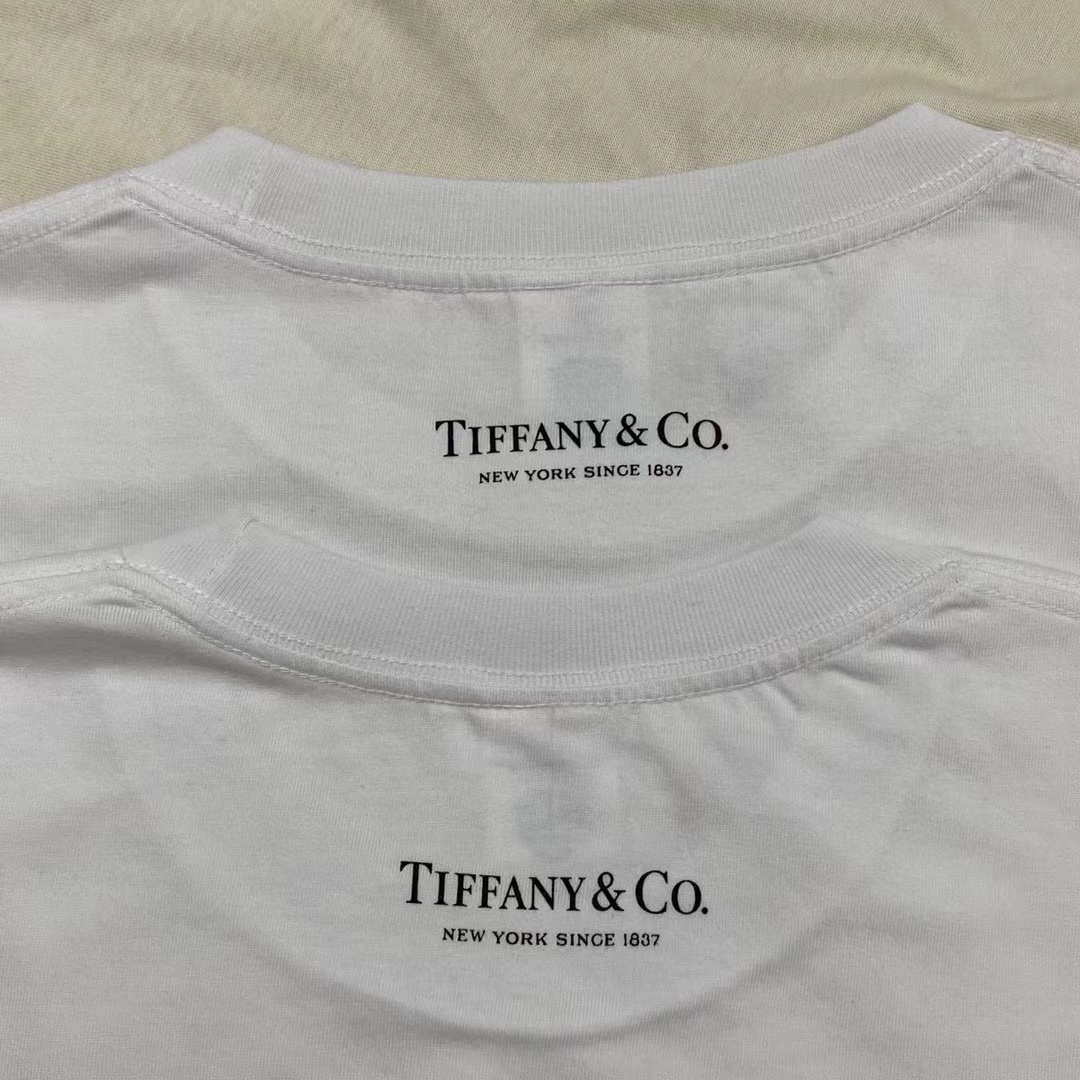 TIFFANY & CO.
NEW YORK SINCE 1837
TIFFANY & CO.
NEW YORK SINCE 1837